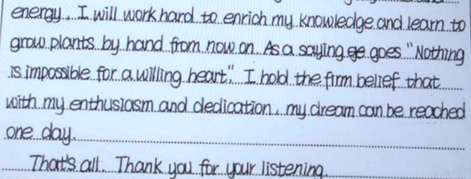 energy. I will work hard to enrich my knowledge and learn to
grow plants by hand from now on. As a saying goes "Nothing
is impossible for a willing heart". I hold the firm belief that
with my enthusiasm and dedication, my dream can be reached
one day.
That's all. Thank you for your listening.